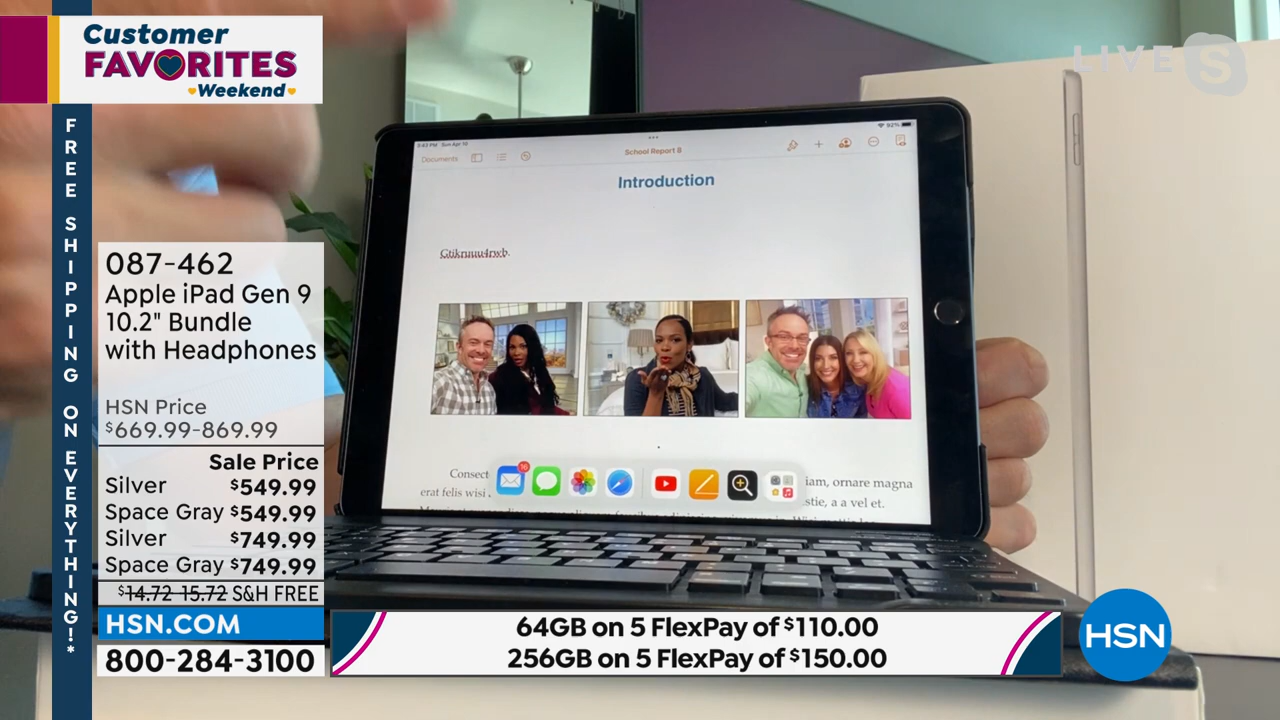 Customer
FAVORITES
Weekend
FREE SHIPPING ON EVERYTHING!*
087-462
Apple iPad Gen 9
10.2" Bundle
with Headphones
HSN Price
$669.99-869.99
Sale Price
Silver $549.99
Space Gray $549.99
Silver $749.99
Space Gray $749.99
$14.72-15.72 S&H FREE
HSN.COM
800-284-3100
LIVE S
92%
Documents
School Report 8
Introduction
Gtikruuu4rwb.
16
Consect
iam, ornare magna
erat felis wisi
stie, a a vel et.
64GB on 5 FlexPay of $110.00
256GB on 5 FlexPay of $150.00
HSN